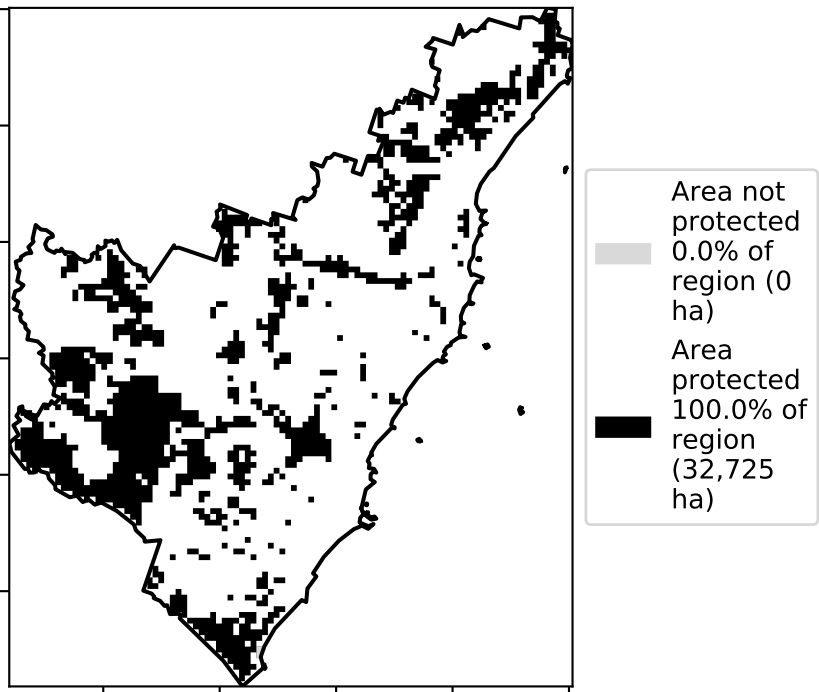 Area not
protected
0.0% of
region (0
ha)
Area
protected
100.0% of
region
(32,725
ha)